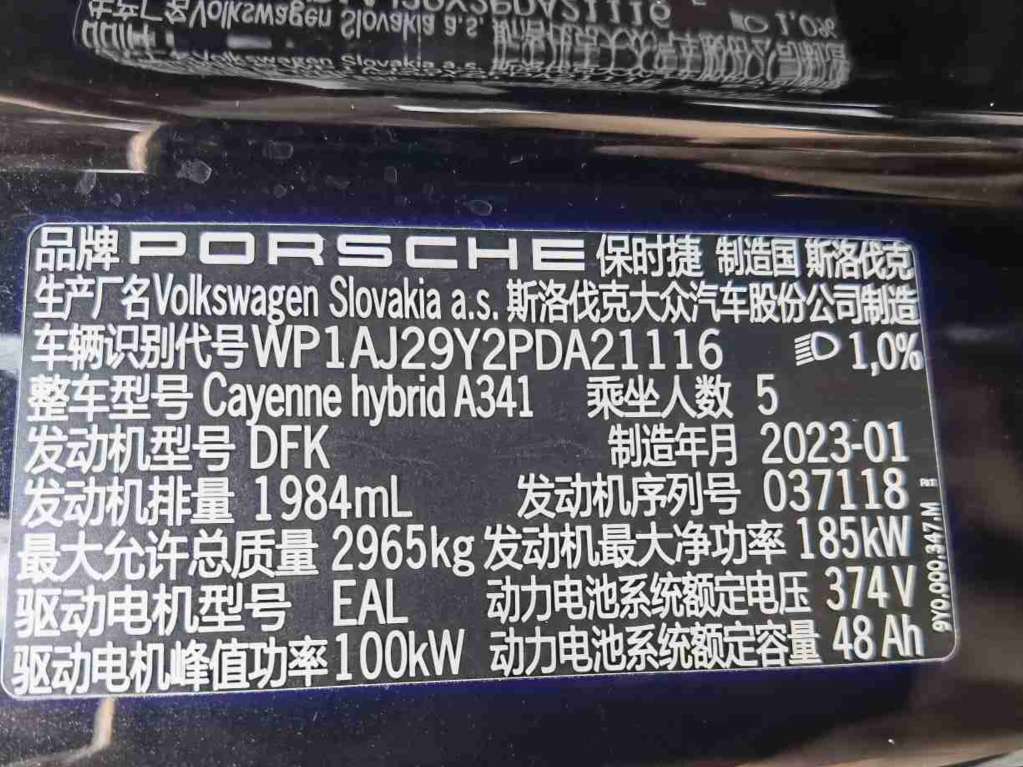 品牌 PORSCHE 保时捷 制造国 斯洛伐克
生产厂名Volkswagen Slovakia a.s. 斯洛伐克大众汽车股份公司制造
车辆识别代号WP1AJ29Y2PDA21116 1,0%
整车型号 Cayenne hybrid A341 乘坐人数 5
发动机型号 DFK 制造年月 2023-01
发动机排量 1984mL 发动机序列号 037118
最大允许总质量 2965kg 发动机最大净功率 185kW
驱动电机型号 EAL 动力电池系统额定电压 374V
驱动电机峰值功率100kW 动力电池系统额定容量 48 Ah
9Y0.000.347.M